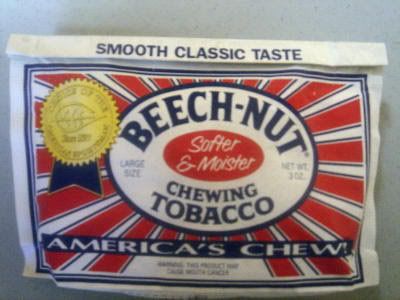 SMOOTH CLASSIC TASTE
BEECH-NUT
Softer
& Moister
LARGE
SIZE
NET WT.
3 OZ.
CHEWING
TOBACCO
AMERICA'S CHEW!
WARNING: THIS PRODUCT MAY
CAUSE MOUTH CANCER